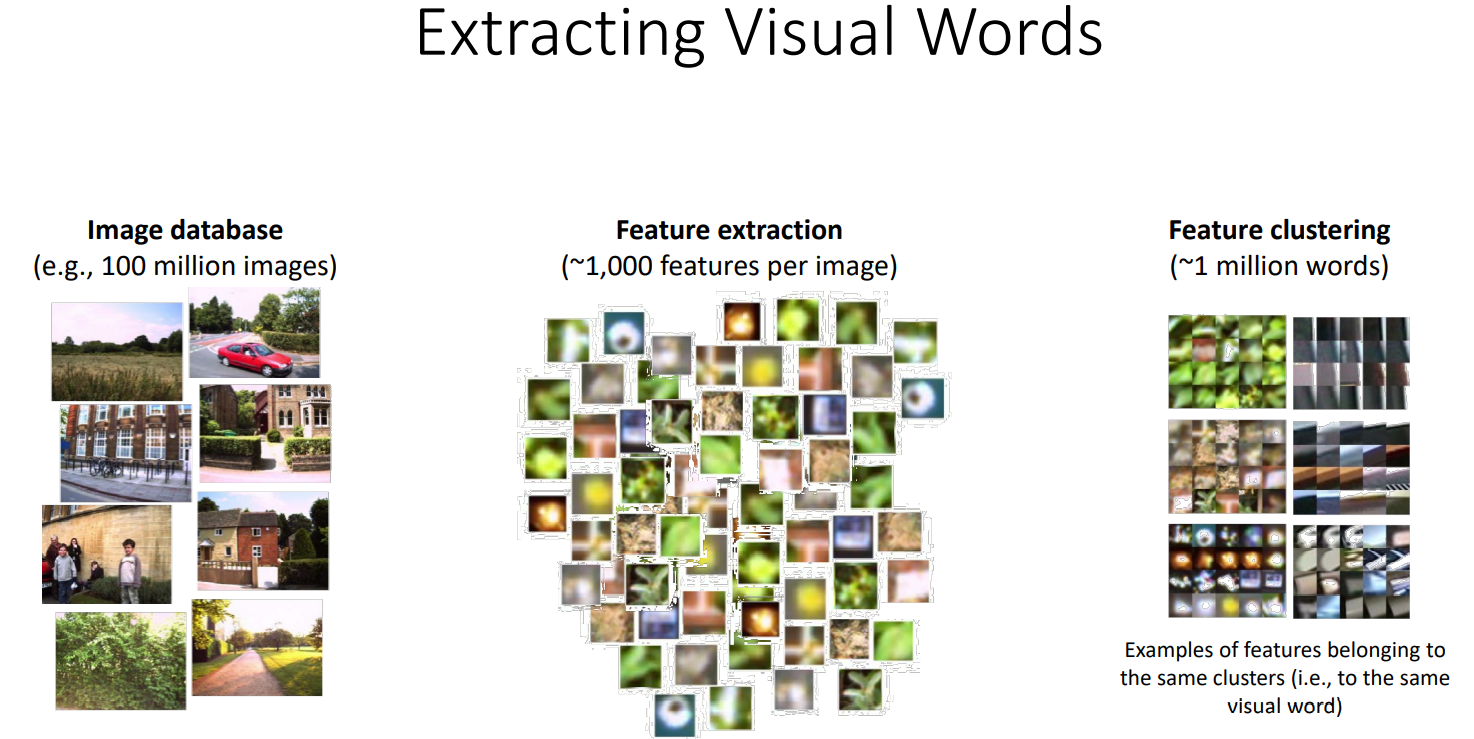 Extracting Visual Words
Image database
(e.g., 100 million images)
Feature extraction
(~1,000 features per image)
Feature clustering
(~1 million words)
Examples of features belonging to
the same clusters (i.e., to the same
visual word)